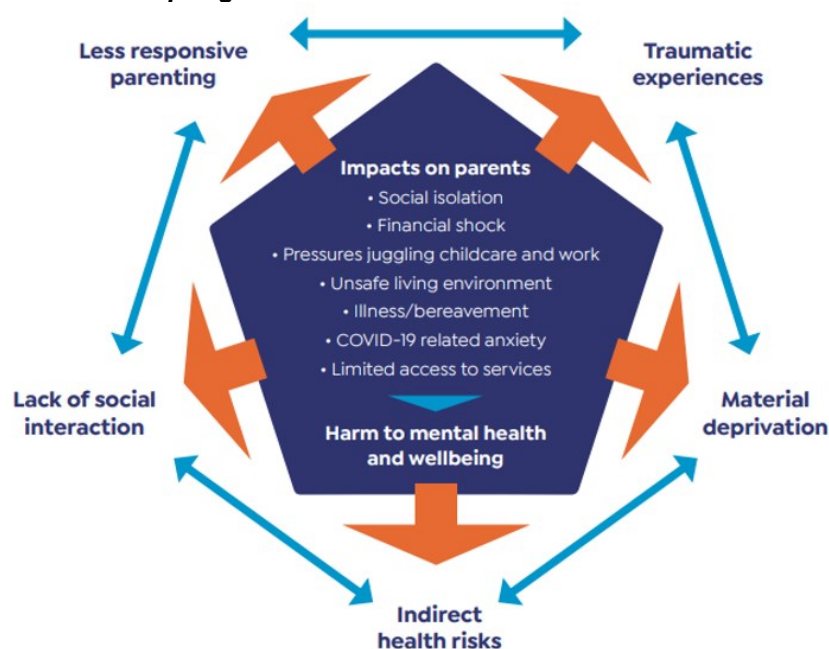 Less responsive
parenting
Traumatic
experiences
Impacts on parents
• Social isolation
• Financial shock
• Pressures juggling childcare and work
• Unsafe living environment
• Illness/bereavement
• COVID-19 related anxiety
• Limited access to services
Harm to mental health
and wellbeing
Lack of social
interaction
Material
deprivation
Indirect
health risks